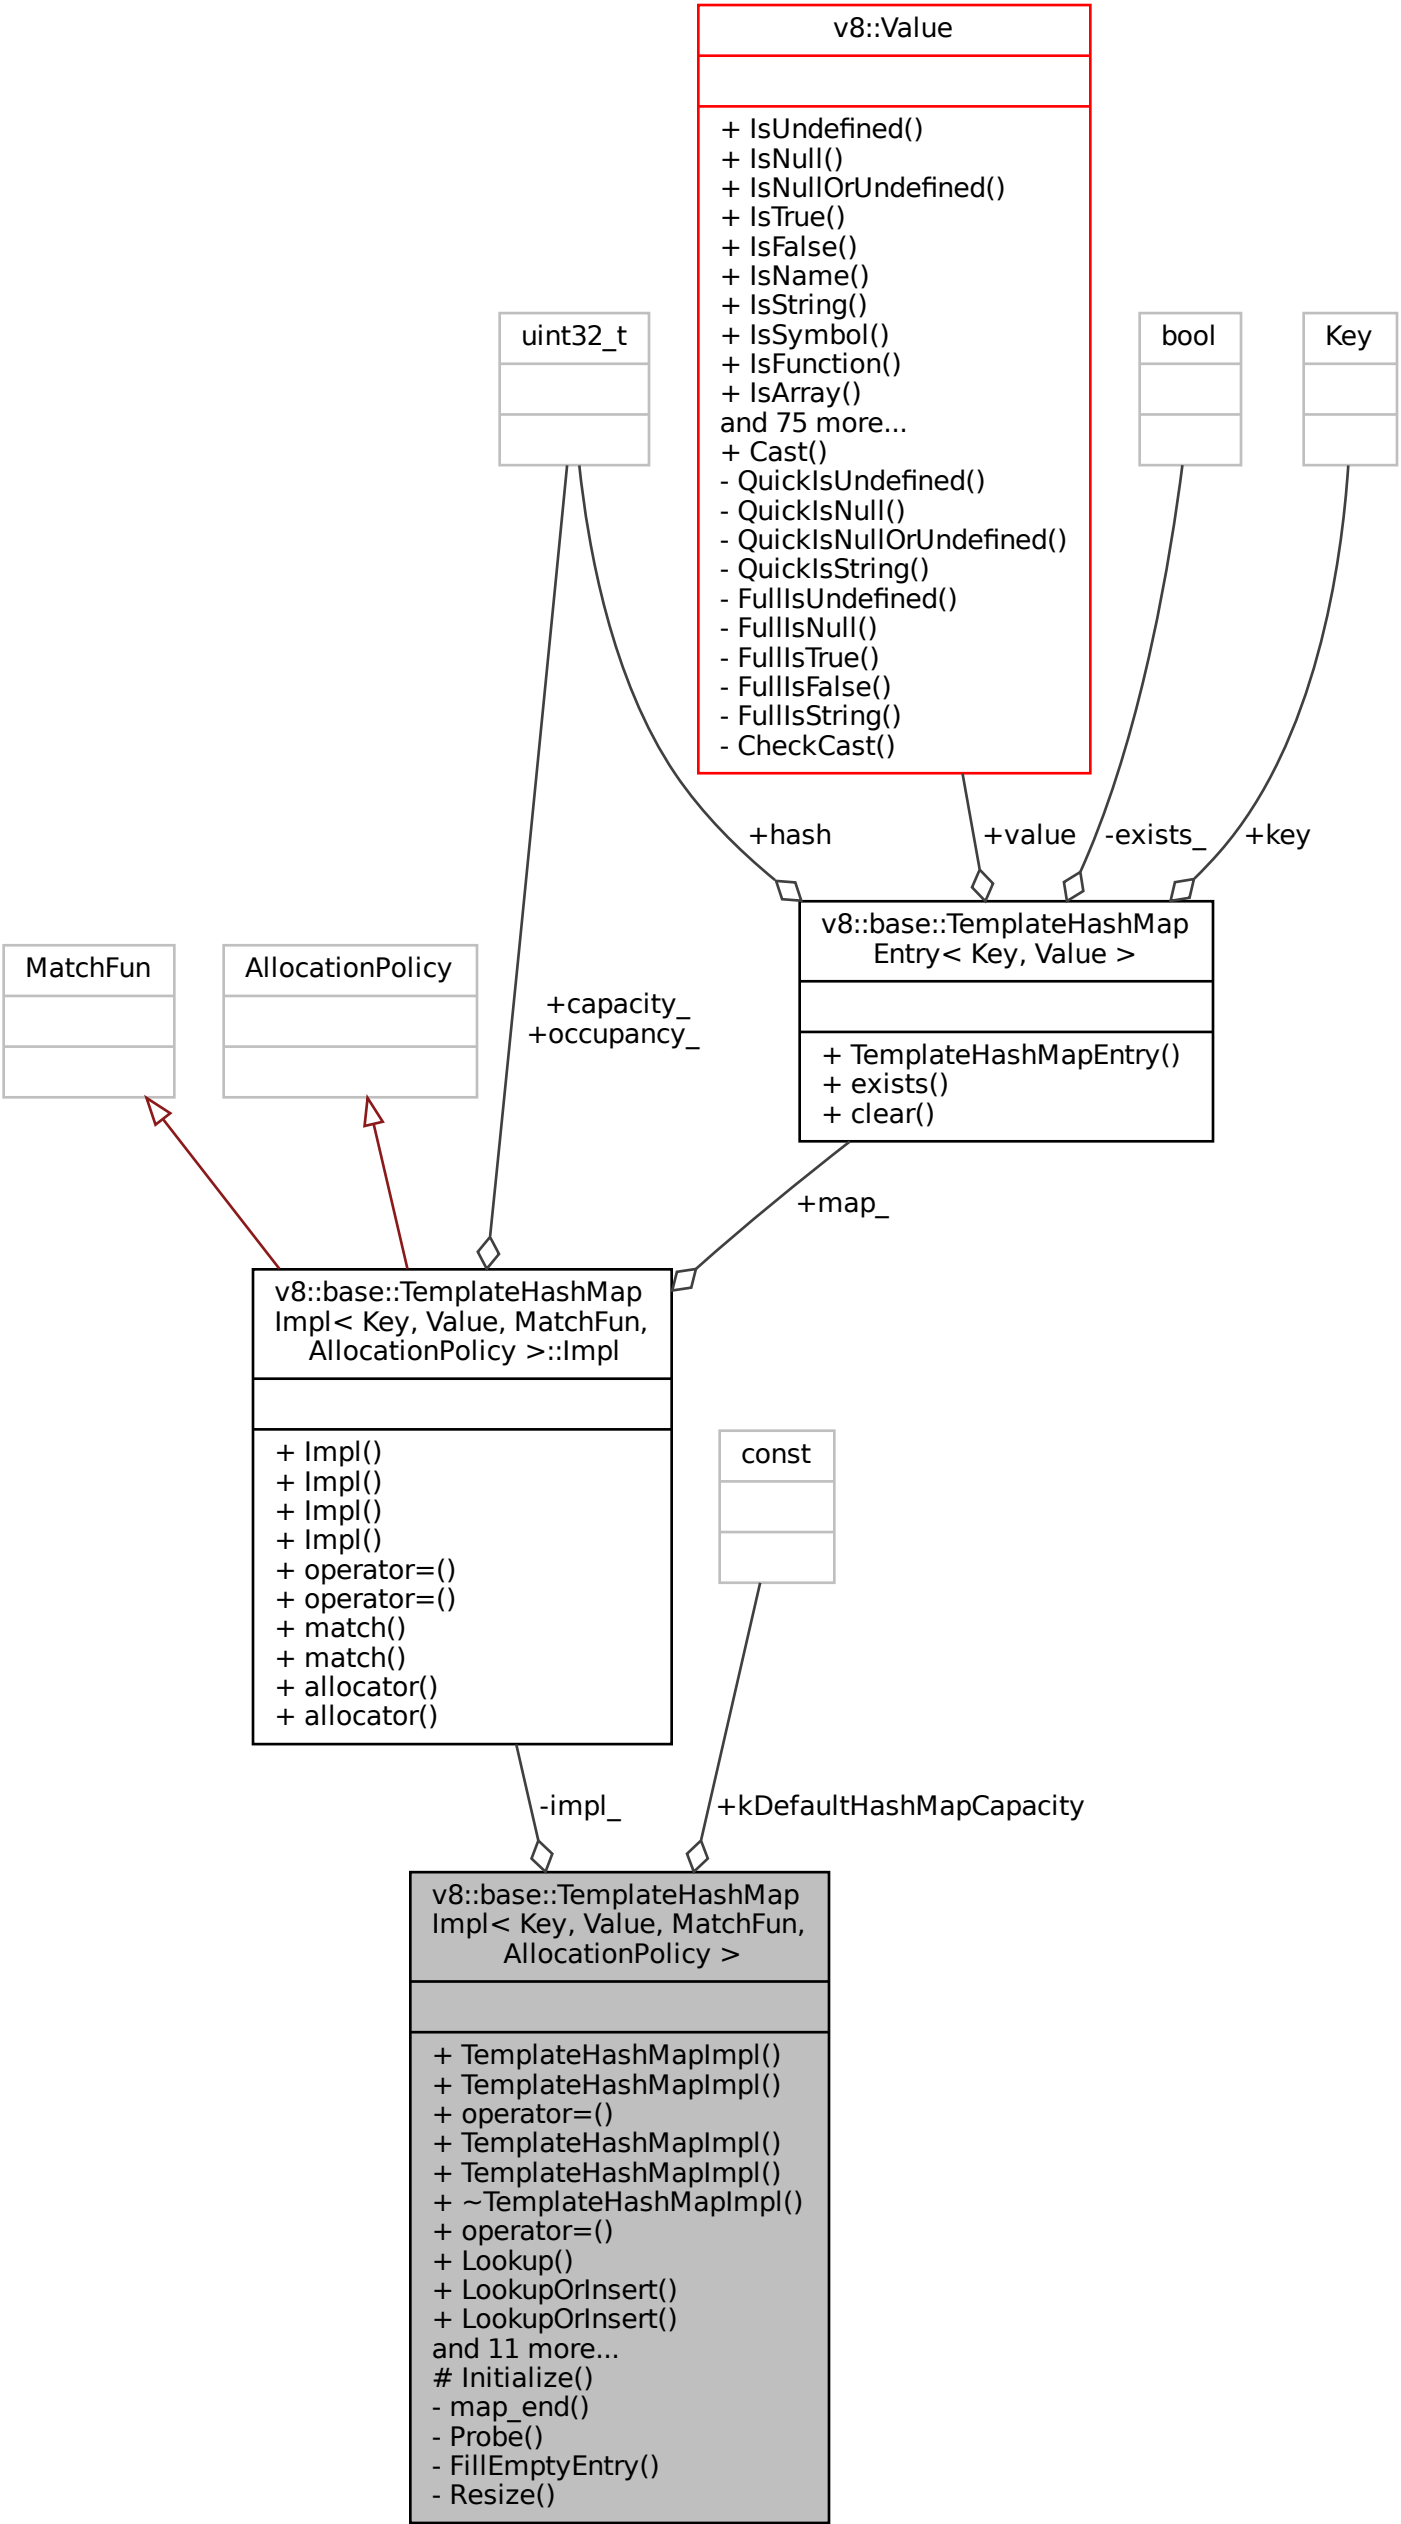 v8::Value
+ IsUndefined()
+ IsNull()
+ IsNullOrUndefined()
+ IsTrue()
+ IsFalse()
+ IsName()
+ IsString()
+ IsSymbol()
+ IsFunction()
+ IsArray()
and 75 more...
+ Cast()
- QuickIsUndefined()
- QuickIsNull()
- QuickIsNullOrUndefined()
- QuickIsString()
- FullIsUndefined()
- FullIsNull()
- FullIsTrue()
- FullIsFalse()
- FullIsString()
- CheckCast()
uint32_t
bool
Key
+hash
+value
-exists_
+key
v8::base::TemplateHashMap
Entry< Key, Value >
+ TemplateHashMapEntry()
+ exists()
+ clear()
MatchFun
AllocationPolicy
+capacity_
+occupancy_
+map_
v8::base::TemplateHashMap
Impl< Key, Value, MatchFun,
AllocationPolicy >::Impl
+ Impl()
+ Impl()
+ Impl()
+ Impl()
+ operator=()
+ operator=()
+ match()
+ match()
+ allocator()
+ allocator()
const
-impl_
+kDefaultHashMapCapacity
v8::base::TemplateHashMap
Impl< Key, Value, MatchFun,
AllocationPolicy >
+ TemplateHashMapImpl()
+ TemplateHashMapImpl()
+ operator=()
+ TemplateHashMapImpl()
+ TemplateHashMapImpl()
+ ~TemplateHashMapImpl()
+ operator=()
+ Lookup()
+ LookupOrInsert()
+ LookupOrInsert()
and 11 more...
# Initialize()
- map_end()
- Probe()
- FillEmptyEntry()
- Resize()